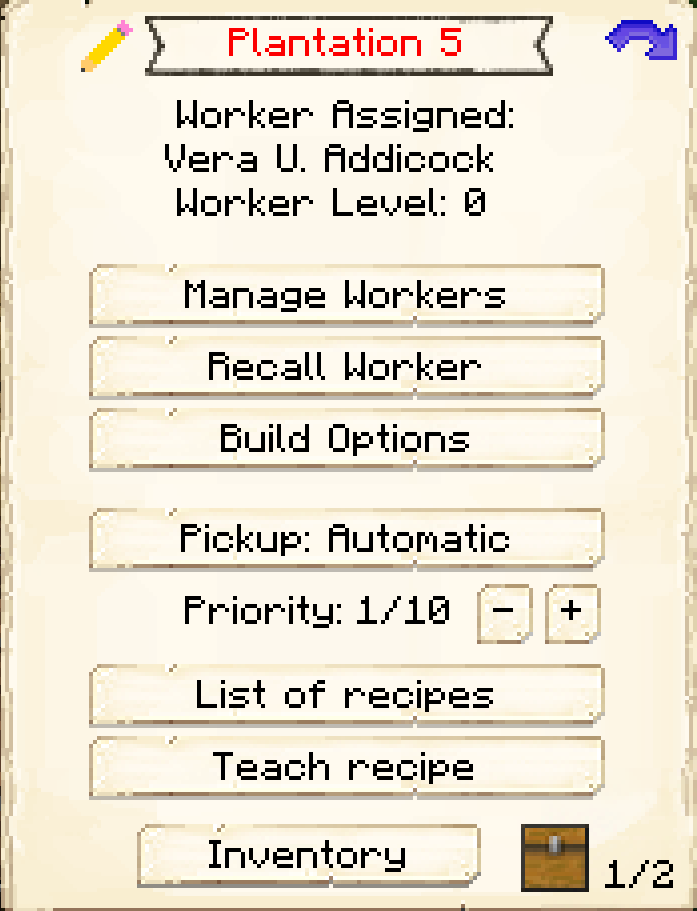 Plantation 5
Worker Assigned:
Vera U. Addicock
Worker Level: 0
Manage Workers
Recall Worker
Build Options
Pickup: Automatic
Priority: 1/10 - +
List of recipes
Teach recipe
Inventory 1/2